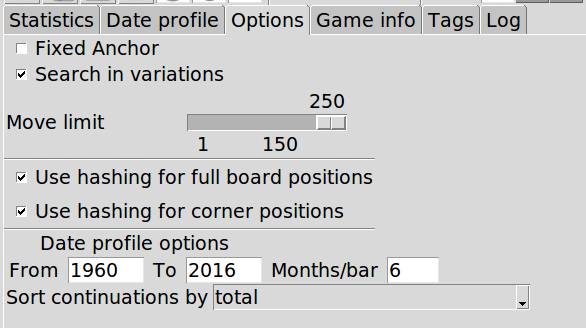 Statistics Date profile Options Game info Tags Log
Fixed Anchor
Search in variations
250
Move limit
1 150
Use hashing for full board positions
Use hashing for corner positions
Date profile options
From 1960 To 2016 Months/bar 6
Sort continuations by total